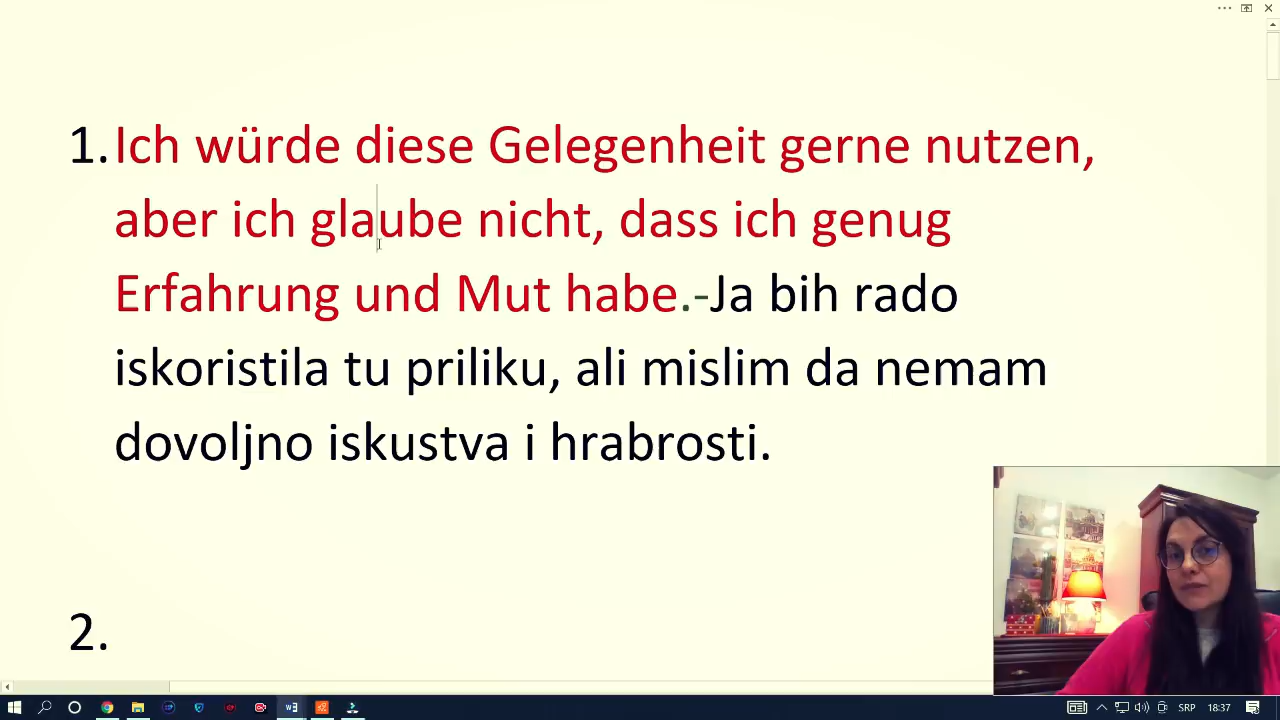 1. Ich würde diese Gelegenheit gerne nutzen,
aber ich glaube nicht, dass ich genug
Erfahrung und Mut habe.-Ja bih rado
iskoristila tu priliku, ali mislim da nemam
dovoljno iskustva i hrabrosti.
2.
SRP 18:37